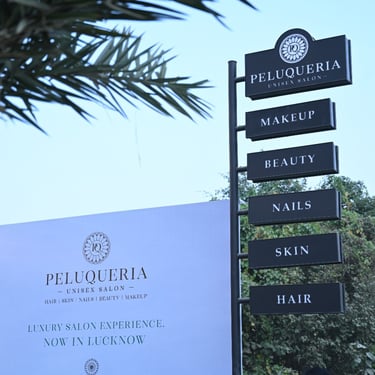 PELUQUERIA
UNISEX SALON
MAKEUP
BEAUTY
NAILS
SKIN
HAIR
PELUQUERIA
– UNISEX SALON –
HAIR | SKIN | NAILS | BEAUTY | MAKEUP
LUXURY SALON EXPERIENCE,
NOW IN LUCKNOW